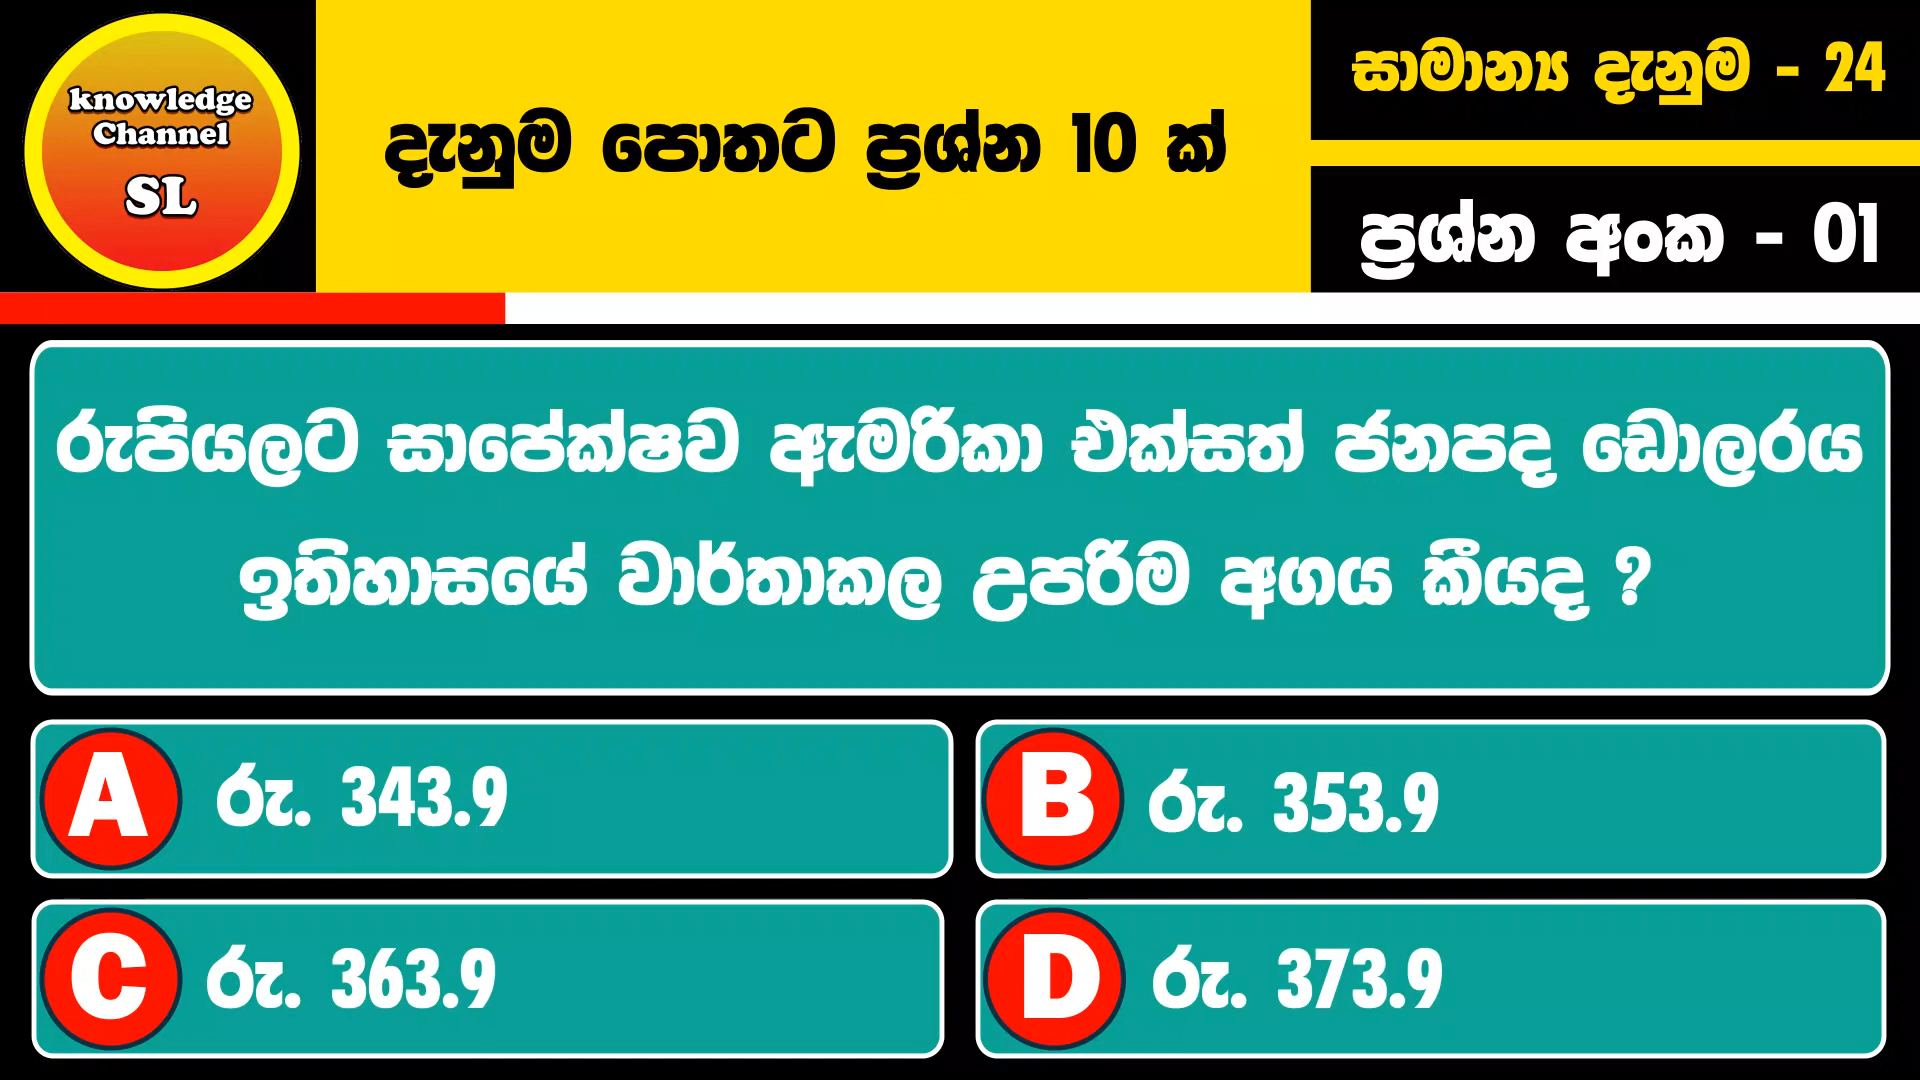 knowledge
Channel
SL
දැනුම පොතට ප්‍රශ්න 10 ක්
සාමාන්‍ය දැනුම - 24
ප්‍රශ්න අංක - 01
රුපියලට සාපේක්ෂව ඇමරිකා එක්සත් ජනපද ඩොලරය
ඉතිහාසයේ වාර්තාකල උපරිම අගය කීයද ?
A රු. 343.9
B රු. 353.9
C රු. 363.9
D රු. 373.9